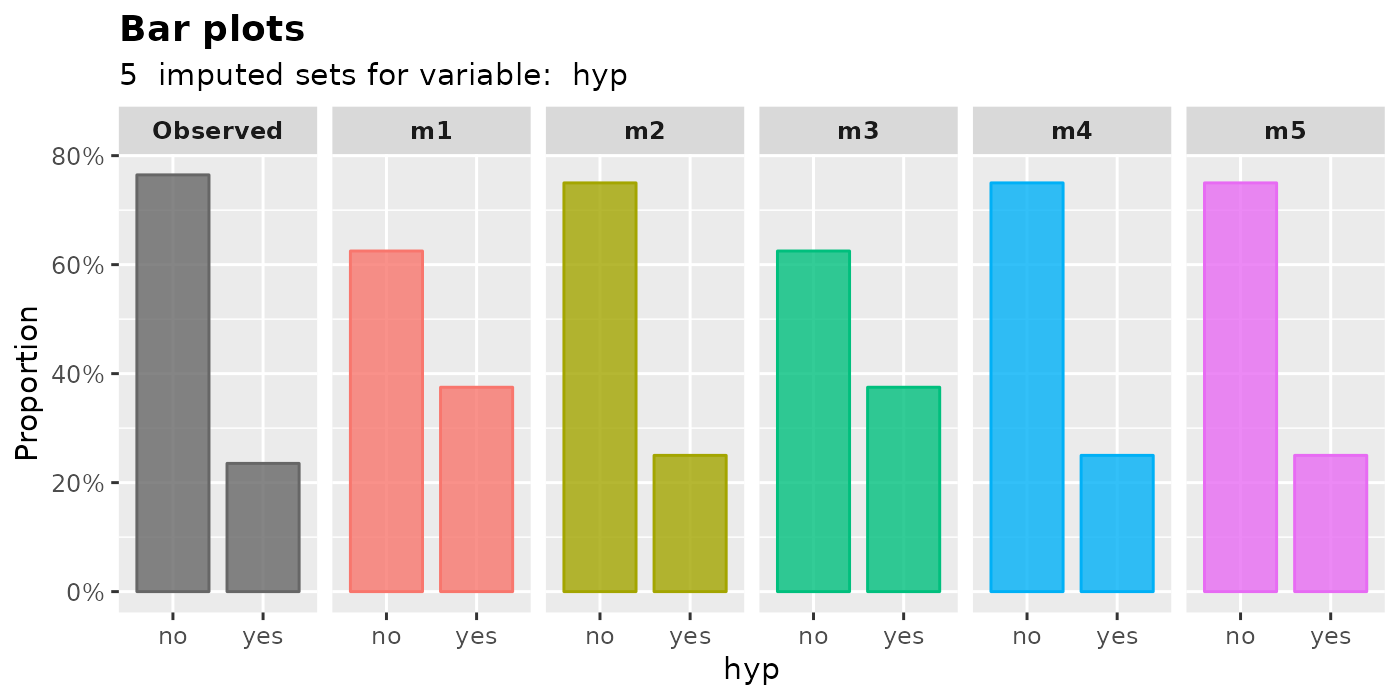 Bar plots
5  imputed sets for variable:  hyp
Observed m1 m2 m3 m4 m5
80%
60%
40%
20%
0%
Proportion
no yes no yes no yes no yes no yes no yes
hyp